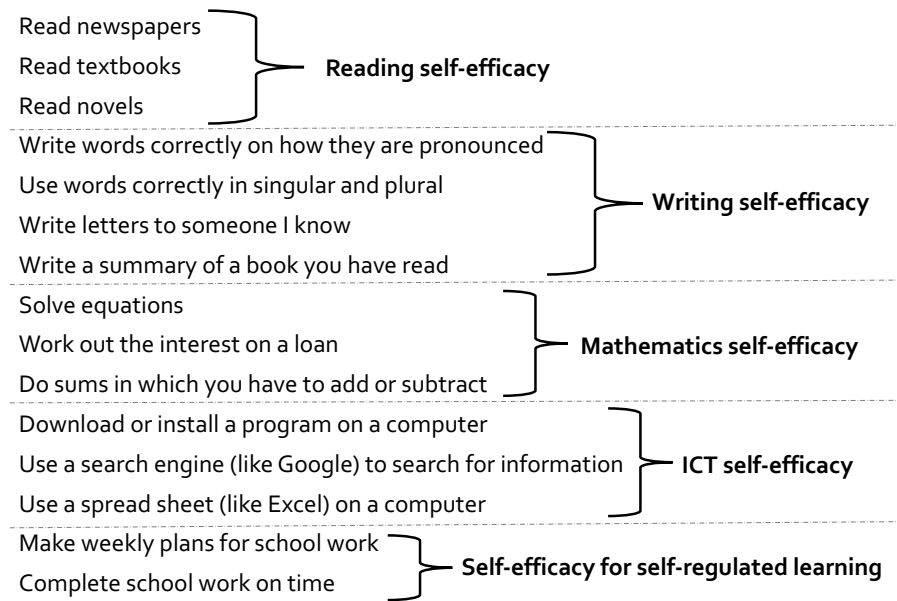 Read newspapers
Read textbooks
Reading self-efficacy
Read novels
Write words correctly on how they are pronounced
Use words correctly in singular and plural
Writing self-efficacy
Write letters to someone I know
Write a summary of a book you have read
Solve equations
Work out the interest on a loan
Mathematics self-efficacy
Do sums in which you have to add or subtract
Download or install a program on a computer
Use a search engine (like Google) to search for information
ICT self-efficacy
Use a spread sheet (like Excel) on a computer
Make weekly plans for school work
Self-efficacy for self-regulated learning
Complete school work on time